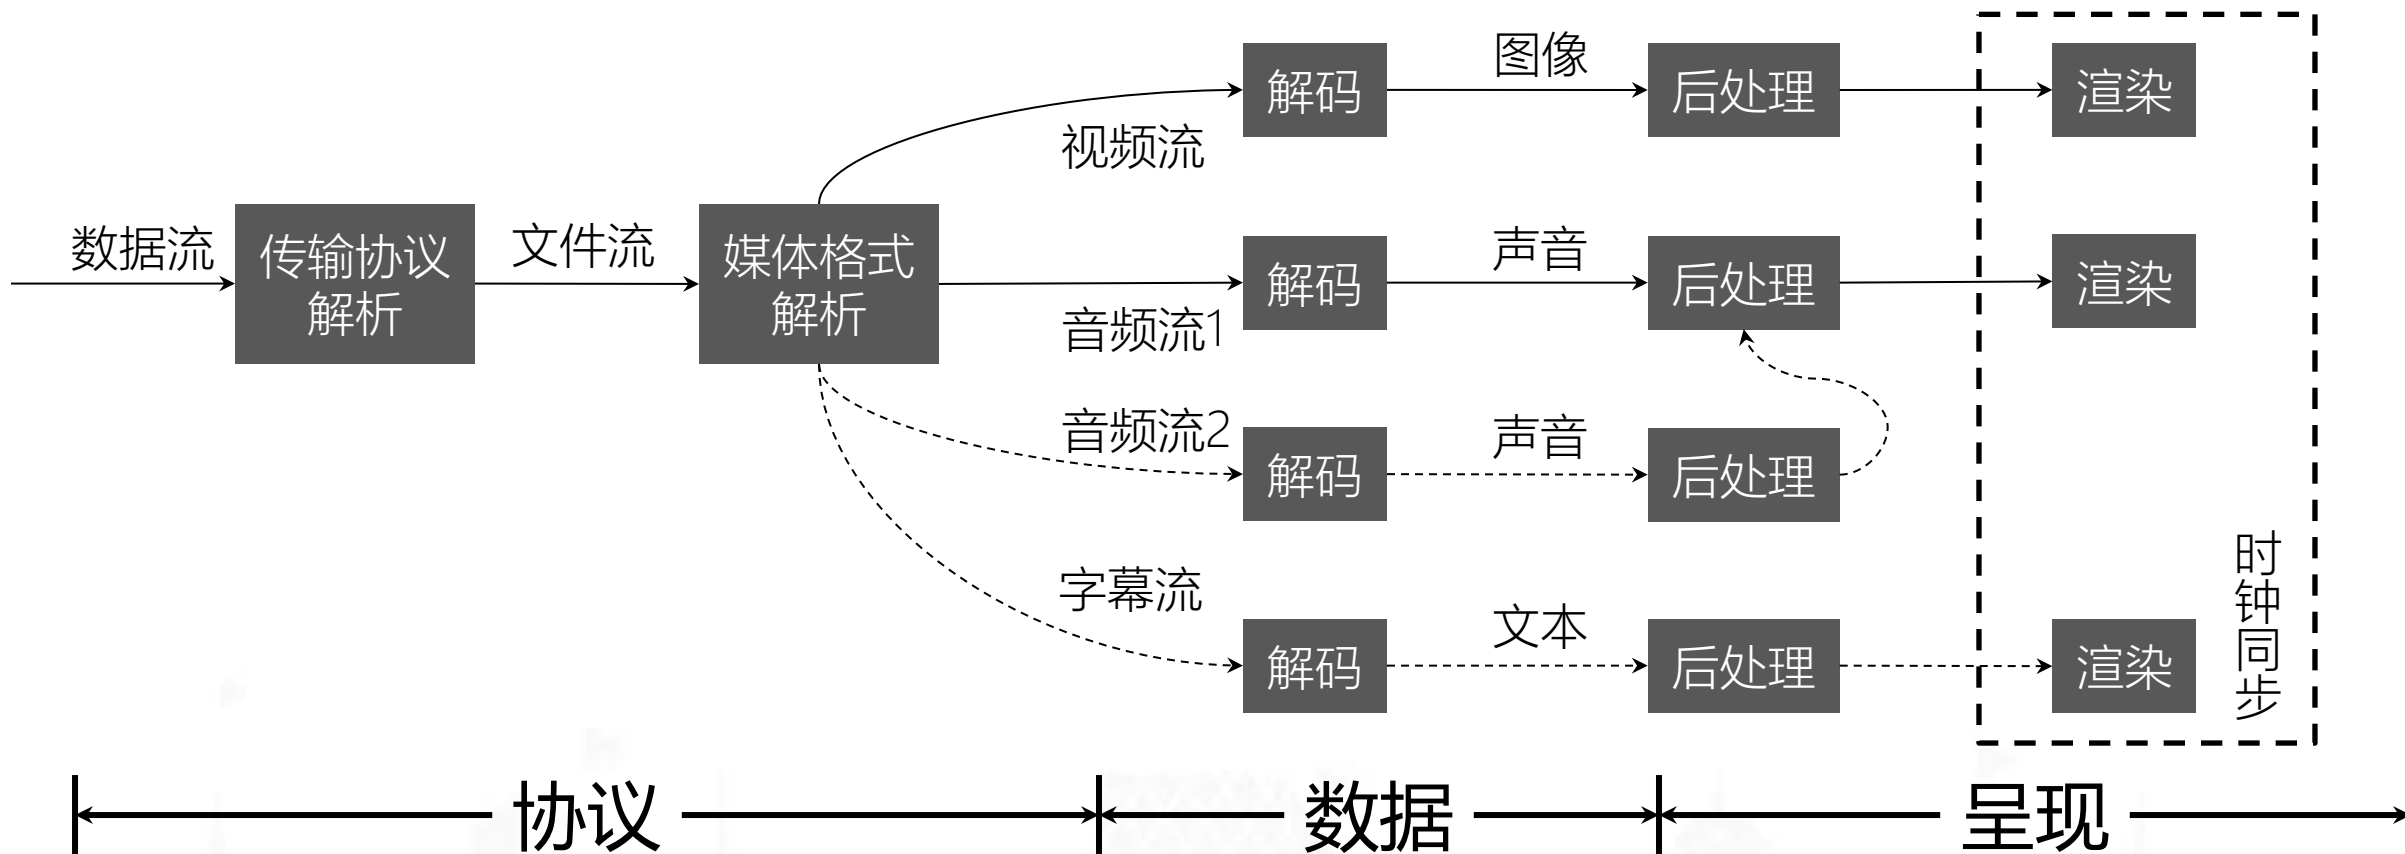 数据流
传输协议
解析
文件流
媒体格式
解析
视频流
解码
图像
后处理
渲染
音频流1
解码
声音
后处理
渲染
音频流2
解码
声音
后处理
字幕流
解码
文本
后处理
渲染
时钟同步
协议
数据
呈现